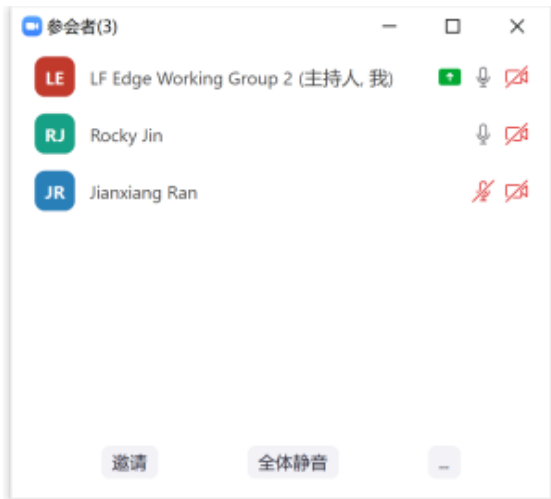 参会者(3)
LE LF Edge Working Group 2 (主持人, 我)
RJ Rocky Jin
JR Jianxiang Ran
邀请 全体静音 ...